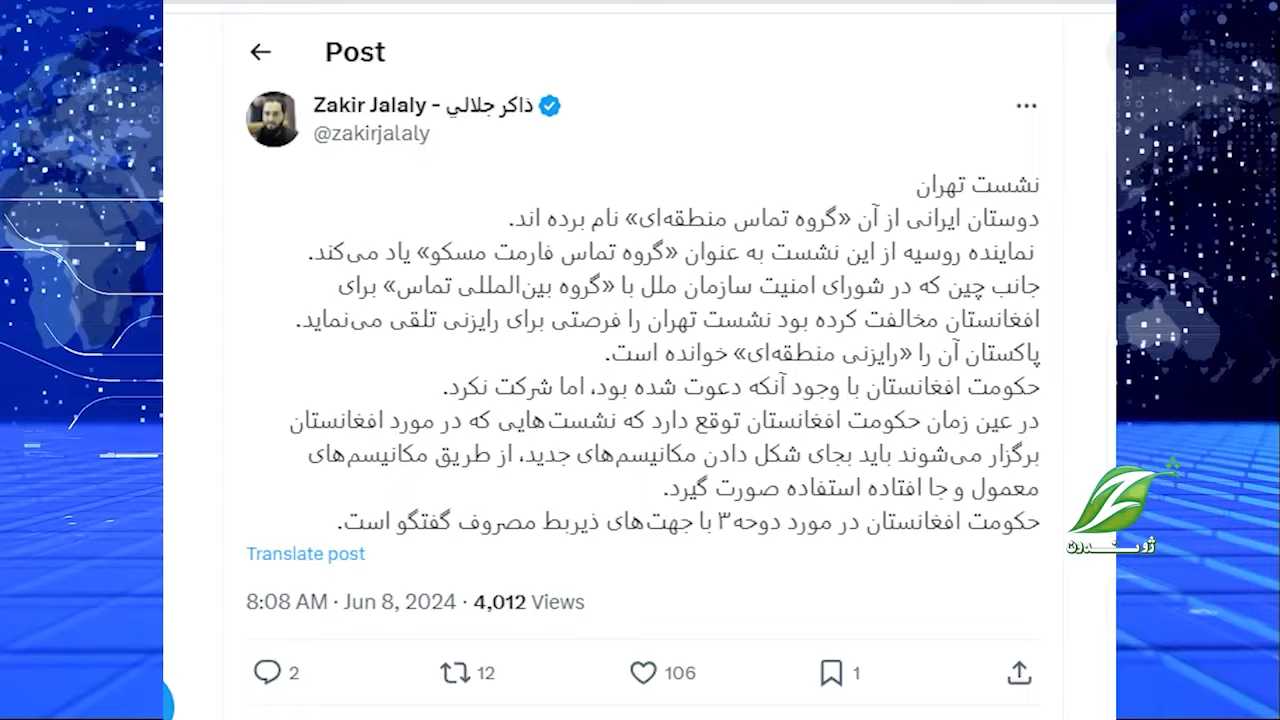 Post
Zakir Jalaly - ذاکر جلالي
@zakirjalaly
نشست تهران
دوستان ایرانی از آن «گروه تماس منطقه‌ای» نام برده اند.
نماینده روسیه از این نشست به عنوان «گروه تماس فارمت مسکو» یاد می‌کند.
جانب چین که در شورای امنیت سازمان ملل با «گروه بین‌المللی تماس» برای
افغانستان مخالفت کرده بود نشست تهران را فرصتی برای رایزنی تلقی می‌نماید.
پاکستان آن را «رایزنی منطقه‌ای» خوانده است.
حکومت افغانستان با وجود آنکه دعوت شده بود، اما شرکت نکرد.
در عین زمان حکومت افغانستان توقع دارد که نشست‌هایی که در مورد افغانستان
برگزار می‌شوند باید بجای شکل دادن مکانیسم‌های جدید، از طریق مکانیسم‌های
معمول و جا افتاده استفاده صورت گیرد.
حکومت افغانستان در مورد دوحه۳ با جهت‌های ذیربط مصروف گفتگو است.
Translate post
8:08 AM · Jun 8, 2024 · 4,012 Views
2 12 106 1
ژوندون